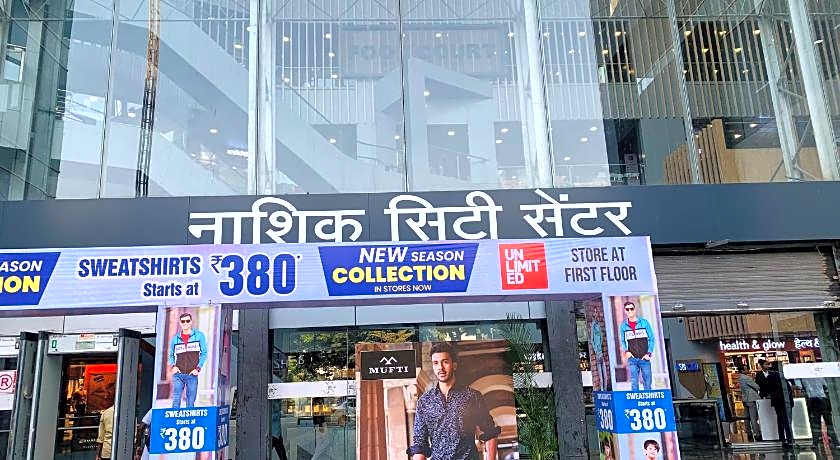 FOOD COURT
नाशिक सिटी सेंटर
SEASON
ION
SWEATSHIRTS
Starts at
₹380*
NEW SEASON
COLLECTION
IN STORES NOW
UN
LIMIT
ED
STORE AT
FIRST FLOOR
MUFTI
health & glow
SWEATSHIRTS
Starts at
₹380*
SWEATSHIRTS
Starts at
₹380*
₹380